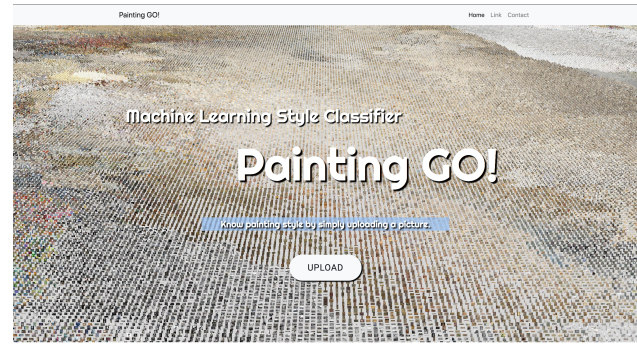 Painting GO!
Home Link Contact
Machine Learning Style Classifier
Painting GO!
Know painting style by simply uploading a picture.
UPLOAD